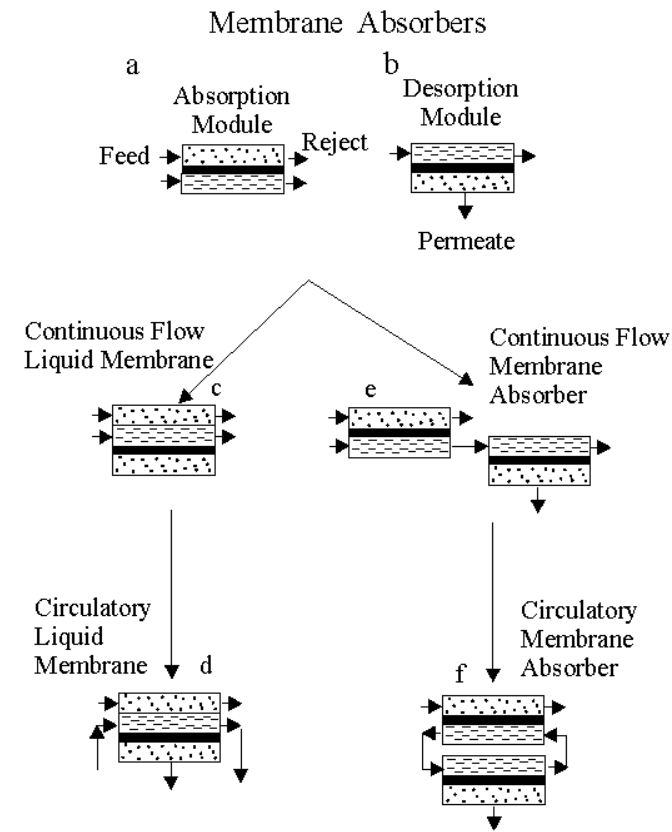 Membrane Absorbers
a
b
Absorption
Module
Desorption
Module
Feed
Reject
Permeate
Continuous Flow
Liquid Membrane
c
e
Continuous Flow
Membrane
Absorber
Circulatory
Liquid
Membrane
d
f
Circulatory
Membrane
Absorber